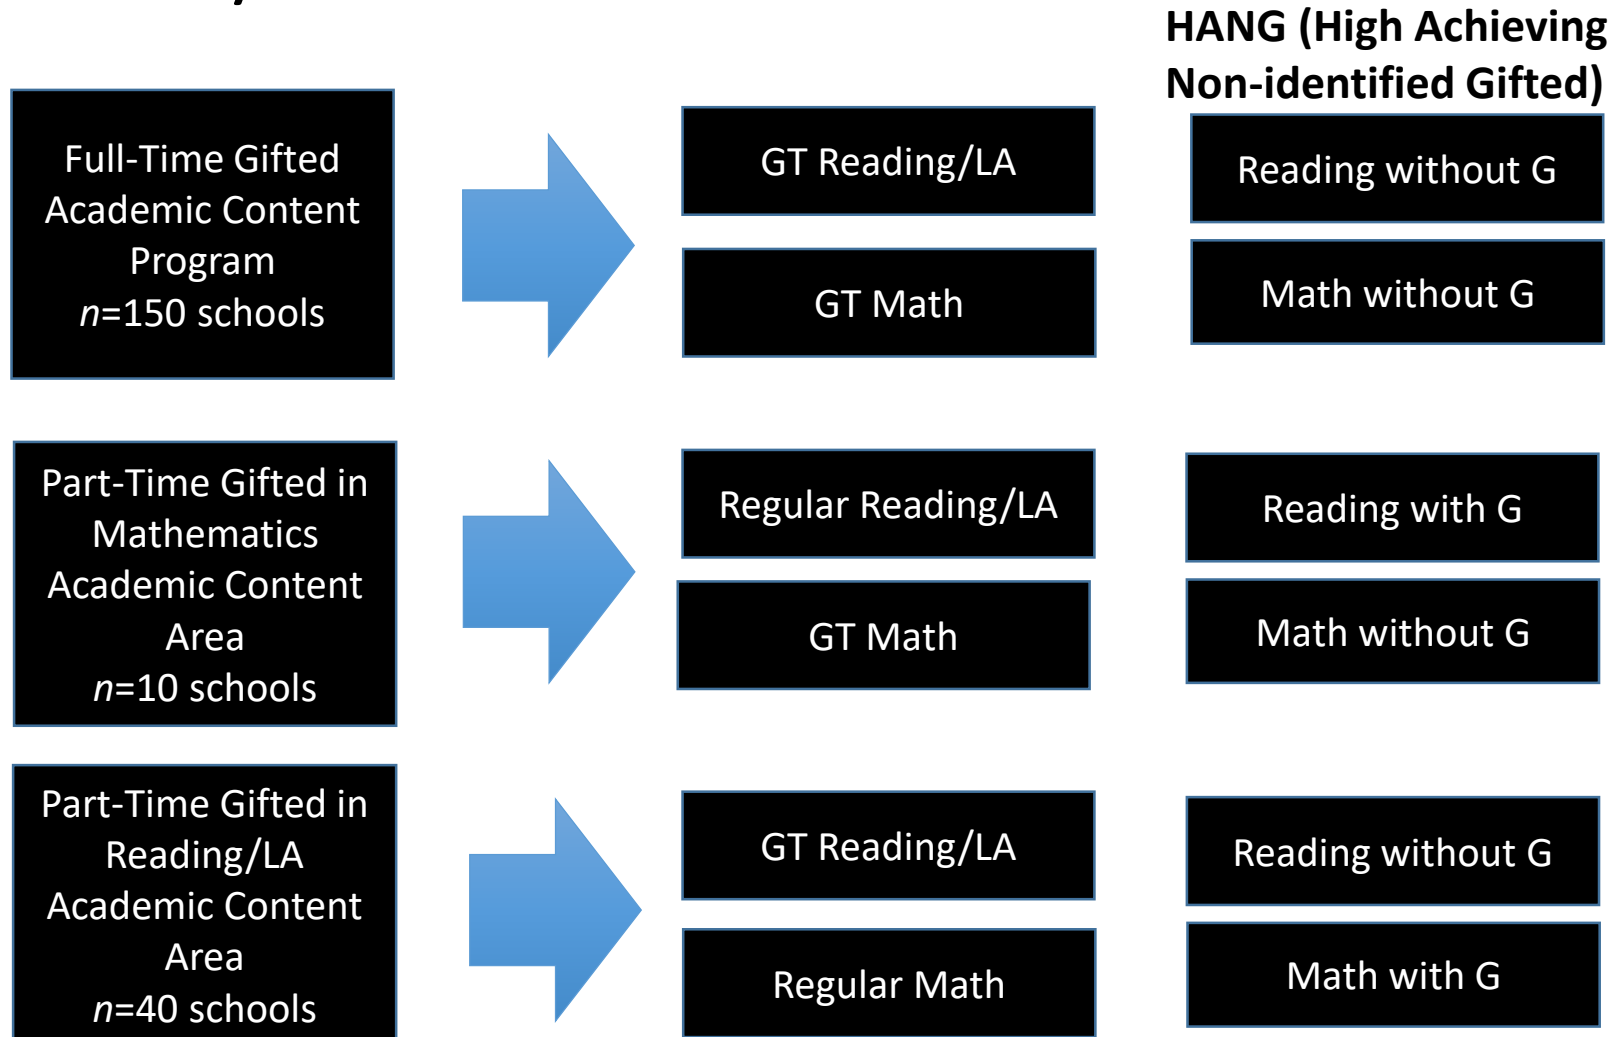 HANG (High Achieving
Non-identified Gifted)
Full-Time Gifted
Academic Content
Program
n=150 schools
GT Reading/LA
GT Math
Reading without G
Math without G
Part-Time Gifted in
Mathematics
Academic Content
Area
n=10 schools
Regular Reading/LA
GT Math
Reading with G
Math without G
Part-Time Gifted in
Reading/LA
Academic Content
Area
n=40 schools
GT Reading/LA
Regular Math
Reading without G
Math with G